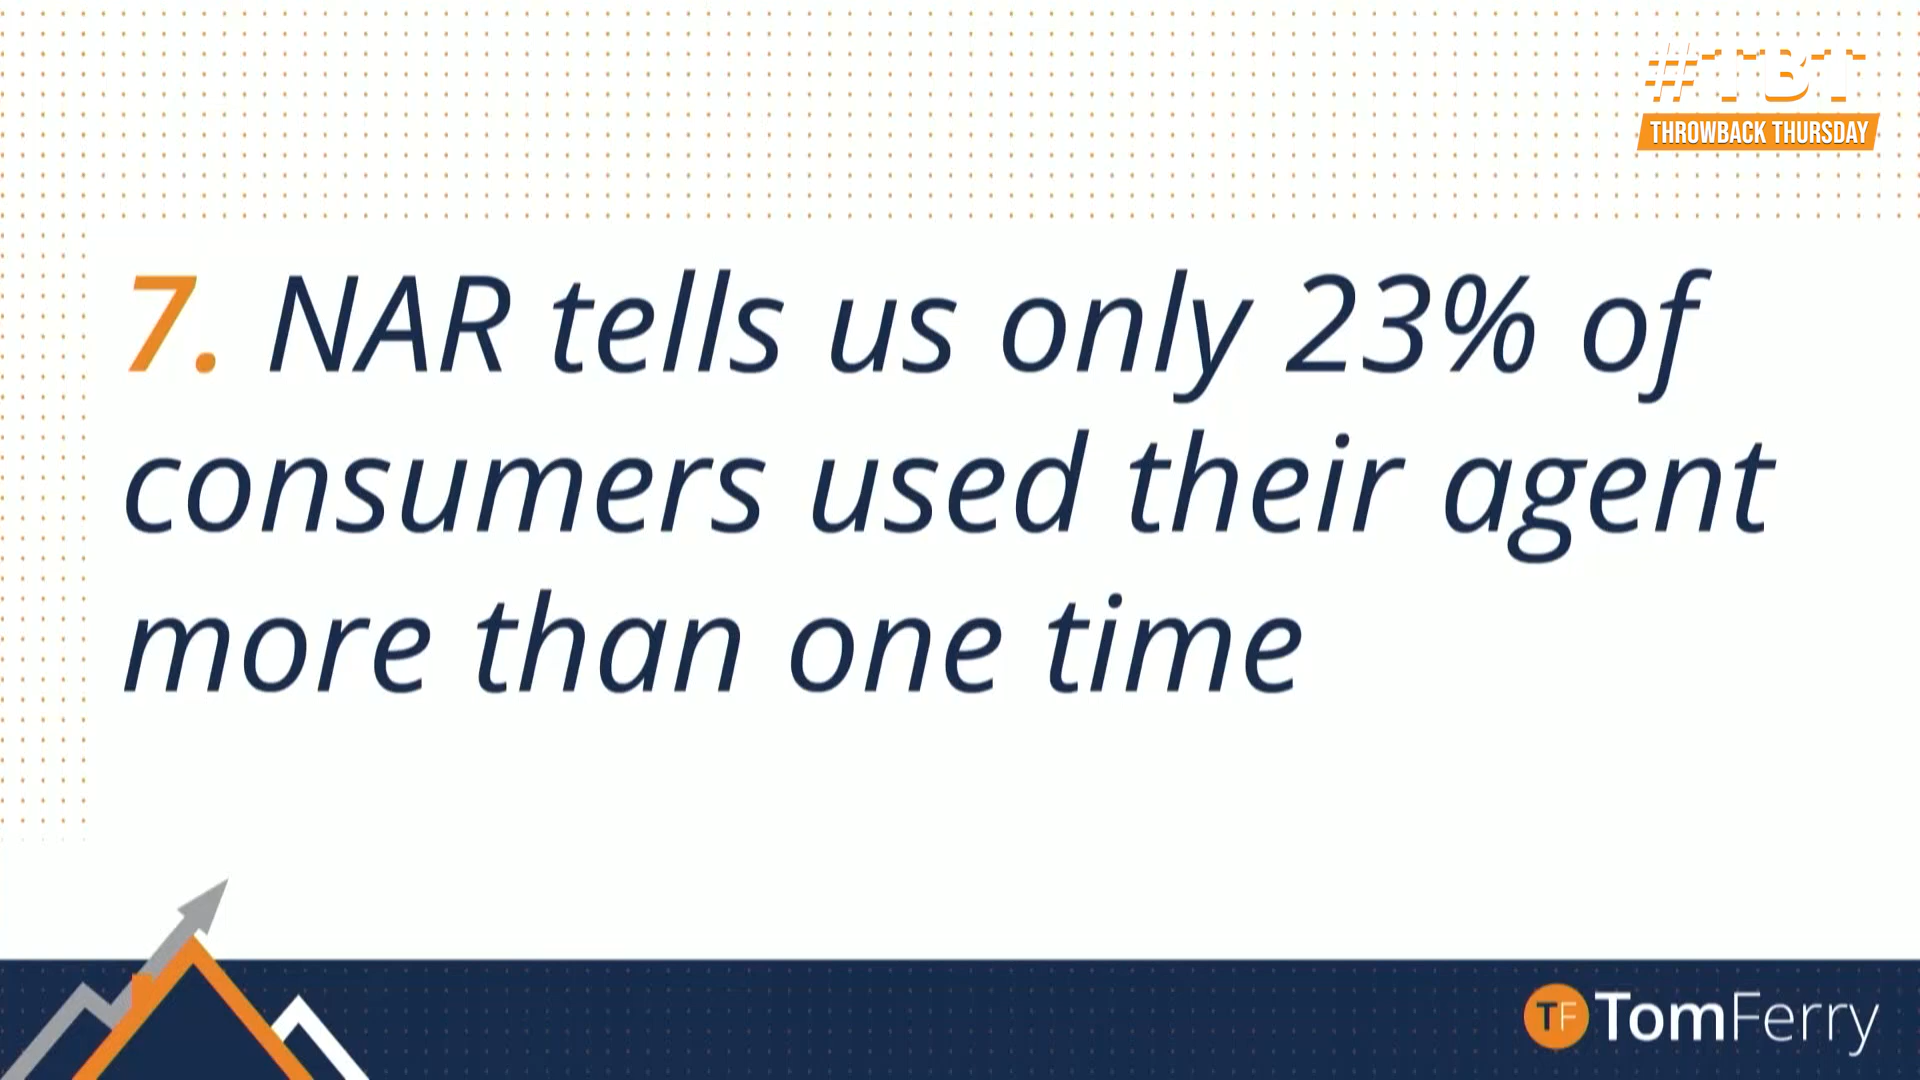 #TBT
THROWBACK THURSDAY
7. NAR tells us only 23% of
consumers used their agent
more than one time
TF TomFerry